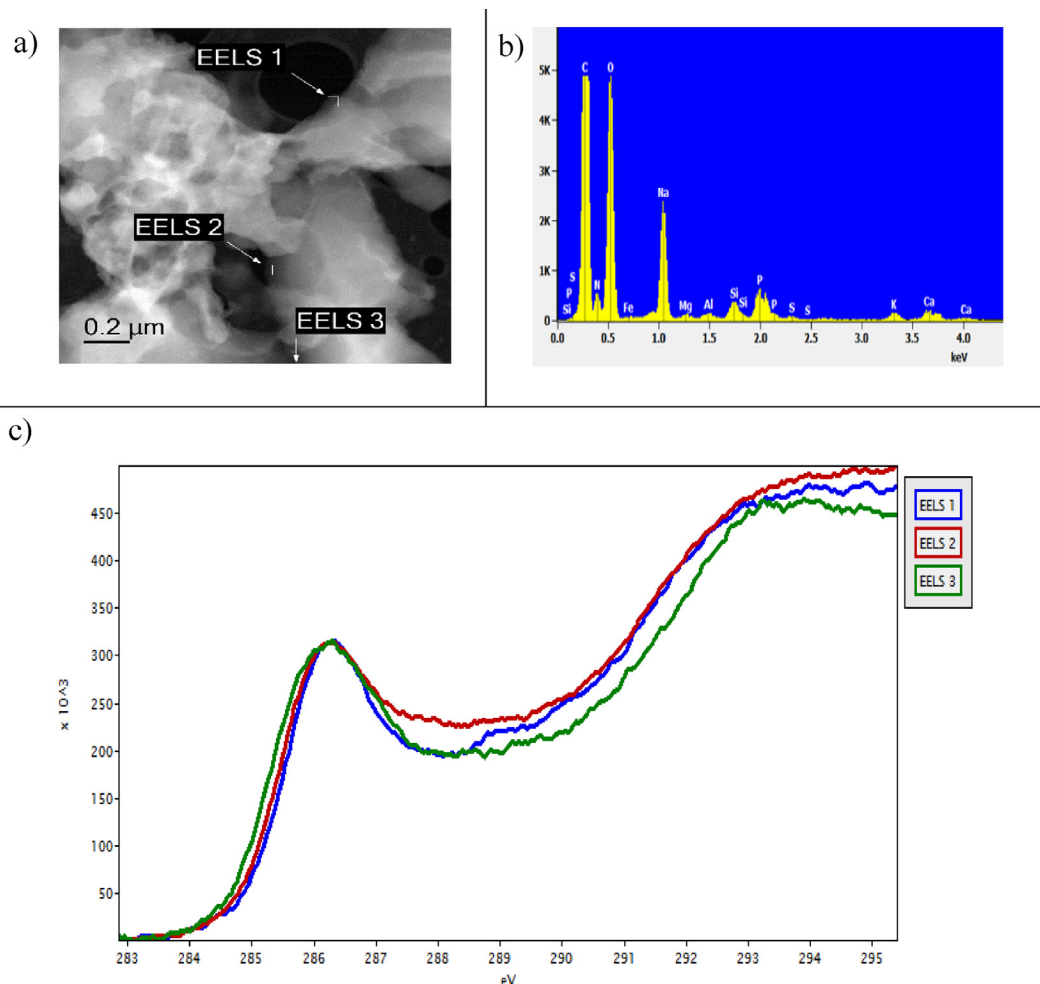 a)
EELS 1
EELS 2
EELS 3
0.2 µm
b)
5K
4K
3K
2K
1K
0
C
O
Na
S
P
Si
N
Fe
Mg
Al
Si
Si
P
P
S
S
K
Ca
Ca
0.0 0.5 1.0 1.5 2.0 2.5 3.0 3.5 4.0
keV
c)
450
400
350
300
250
200
150
100
50
x 10^3
283 284 285 286 287 288 289 290 291 292 293 294 295
eV
EELS 1
EELS 2
EELS 3